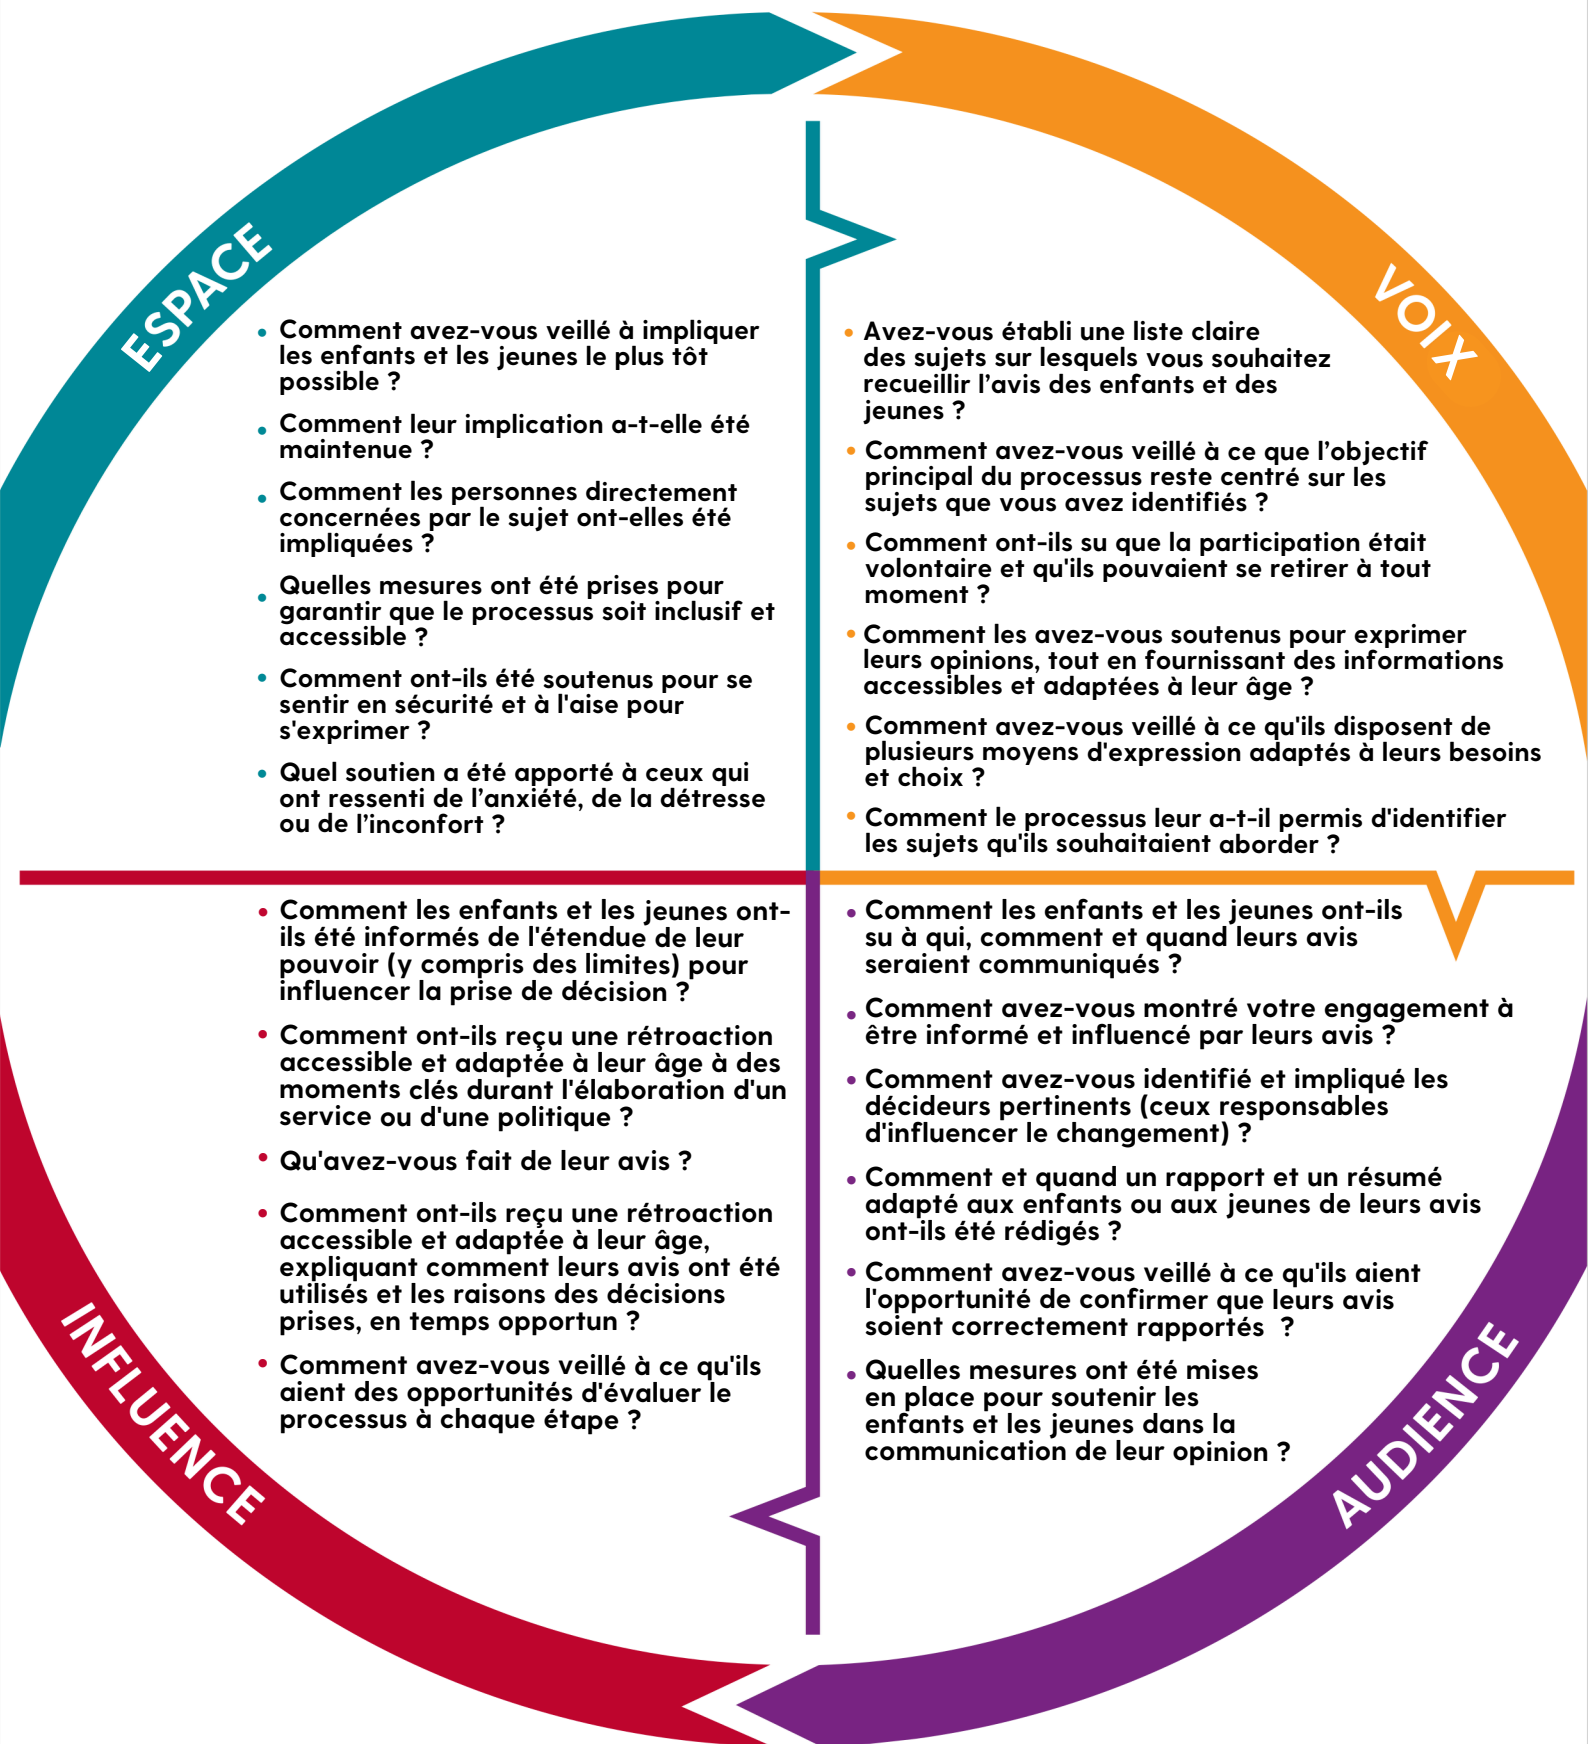 ESPACE
Comment avez-vous veillé à impliquer
les enfants et les jeunes le plus tôt
possible ?
Comment leur implication a-t-elle été
maintenue ?
Comment les personnes directement
concernées par le sujet ont-elles été
impliquées ?
Quelles mesures ont été prises pour
garantir que le processus soit inclusif et
accessible ?
Comment ont-ils été soutenus pour se
sentir en sécurité et à l'aise pour
s'exprimer ?
Quel soutien a été apporté à ceux qui
ont ressenti de l’anxiété, de la détresse
ou de l’inconfort ?
VOIX
Avez-vous établi une liste claire
des sujets sur lesquels vous souhaitez
recueillir l’avis des enfants et des
jeunes ?
Comment avez-vous veillé à ce que l’objectif
principal du processus reste centré sur les
sujets que vous avez identifiés ?
Comment ont-ils su que la participation était
volontaire et qu'ils pouvaient se retirer à tout
moment ?
Comment les avez-vous soutenus pour exprimer
leurs opinions, tout en fournissant des informations
accessibles et adaptées à leur âge ?
Comment avez-vous veillé à ce qu'ils disposent de
plusieurs moyens d'expression adaptés à leurs besoins
et choix ?
Comment le processus leur a-t-il permis d'identifier
les sujets qu'ils souhaitaient aborder ?
Comment les enfants et les jeunes ont-
ils été informés de l'étendue de leur
pouvoir (y compris des limites) pour
influencer la prise de décision ?
Comment ont-ils reçu une rétroaction
accessible et adaptée à leur âge à des
moments clés durant l'élaboration d'un
service ou d'une politique ?
Qu'avez-vous fait de leur avis ?
Comment ont-ils reçu une rétroaction
accessible et adaptée à leur âge,
expliquant comment leurs avis ont été
utilisés et les raisons des décisions
prises, en temps opportun ?
Comment avez-vous veillé à ce qu'ils
aient des opportunités d'évaluer le
processus à chaque étape ?
INFLUENCE
Comment les enfants et les jeunes ont-ils
su à qui, comment et quand leurs avis
seraient communiqués ?
Comment avez-vous montré votre engagement à
être informé et influencé par leurs avis ?
Comment avez-vous identifié et impliqué les
décideurs pertinents (ceux responsables
d'influencer le changement) ?
Comment et quand un rapport et un résumé
adapté aux enfants ou aux jeunes de leurs avis
ont-ils été rédigés ?
Comment avez-vous veillé à ce qu'ils aient
l'opportunité de confirmer que leurs avis
soient correctement rapportés  ?
Quelles mesures ont été mises
en place pour soutenir les
enfants et les jeunes dans la
communication de leur opinion ?
AUDIENCE